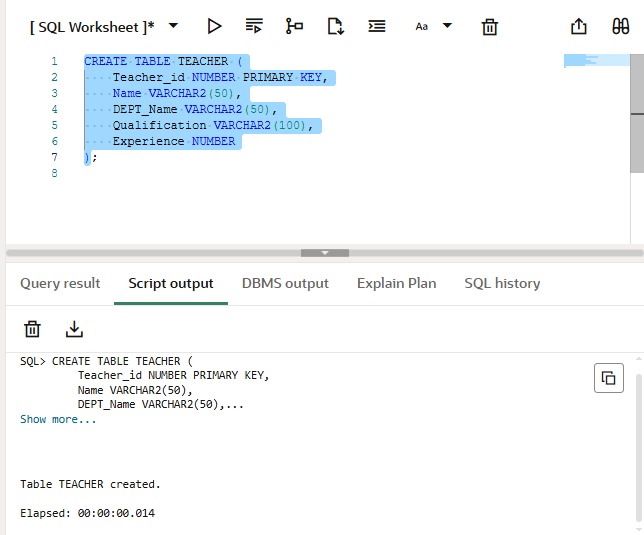 [ SQL Worksheet ]*
Aa
1 CREATE TABLE TEACHER (
2 Teacher_id NUMBER PRIMARY KEY,
3 Name VARCHAR2(50),
4 DEPT_Name VARCHAR2(50),
5 Qualification VARCHAR2(100),
6 Experience NUMBER
7 );
8
Query result Script output DBMS output Explain Plan SQL history
SQL> CREATE TABLE TEACHER (
Teacher_id NUMBER PRIMARY KEY,
Name VARCHAR2(50),
DEPT_Name VARCHAR2(50),...
Show more...
Table TEACHER created.
Elapsed: 00:00:00.014